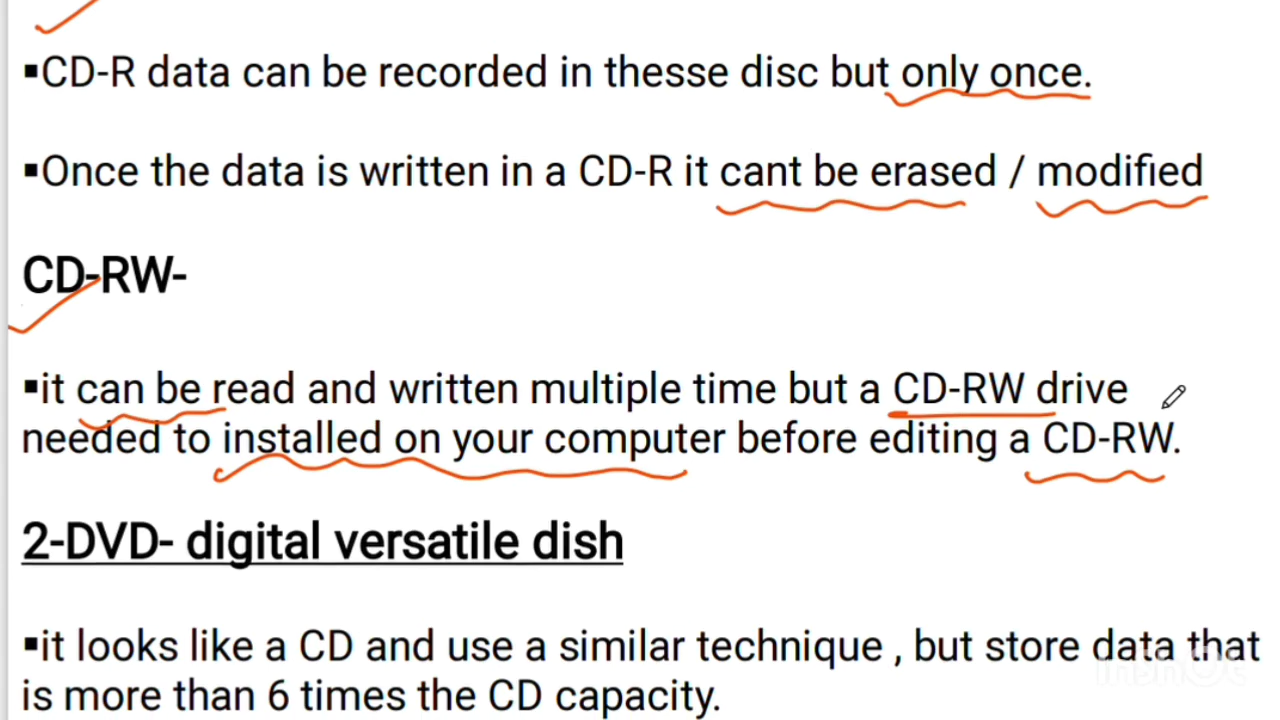 ▪CD-R data can be recorded in thesse disc but only once.
▪Once the data is written in a CD-R it cant be erased / modified
CD-RW-
▪it can be read and written multiple time but a CD-RW drive
needed to installed on your computer before editing a CD-RW.
2-DVD- digital versatile dish
▪it looks like a CD and use a similar technique , but store data that
is more than 6 times the CD capacity.